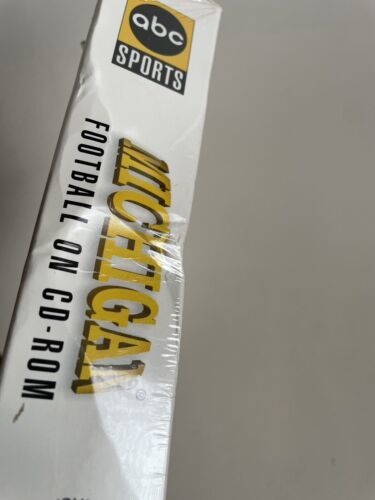 abc
SPORTS
MICHIGAN®
FOOTBALL ON CD-ROM